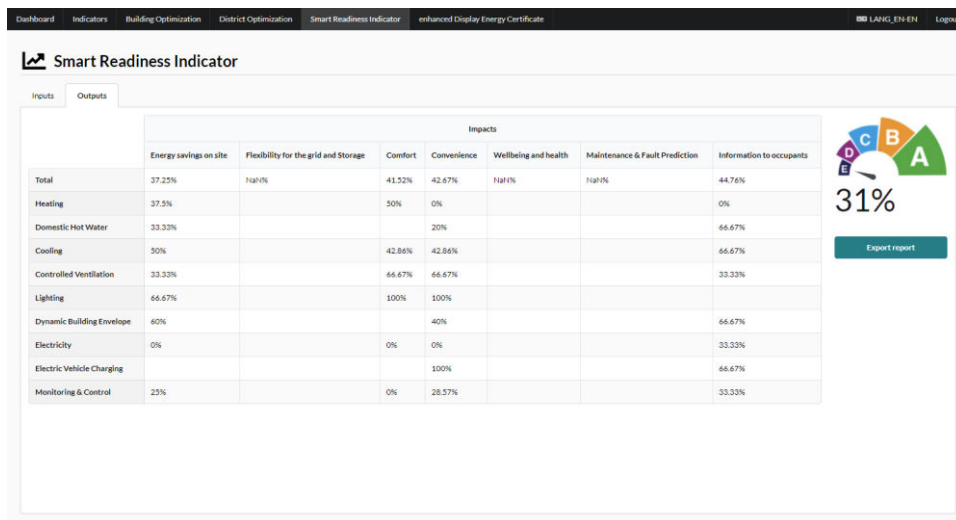 Dashboard Indicators Building Optimization District Optimization Smart Readiness Indicator enhanced Display Energy Certificate LANG_EN-EN Logou
Smart Readiness Indicator
Inputs Outputs
Impacts
Energy savings on site Flexibility for the grid and Storage Comfort Convenience Wellbeing and health Maintenance & Fault Prediction Information to occupants
Total 37.25% NaN% 41.52% 42.67% NaN% NaN% 44.76%
Heating 37.5% 50% 0% 0%
Domestic Hot Water 33.33% 20% 66.67%
Cooling 50% 42.86% 42.86% 66.67%
Controlled Ventilation 33.33% 66.67% 66.67% 33.33%
Lighting 66.67% 100% 100%
Dynamic Building Envelope 60% 40% 66.67%
Electricity 0% 0% 0% 33.33%
Electric Vehicle Charging 100% 66.67%
Monitoring & Control 25% 0% 28.57% 33.33%
E D C B A
31%
Export report